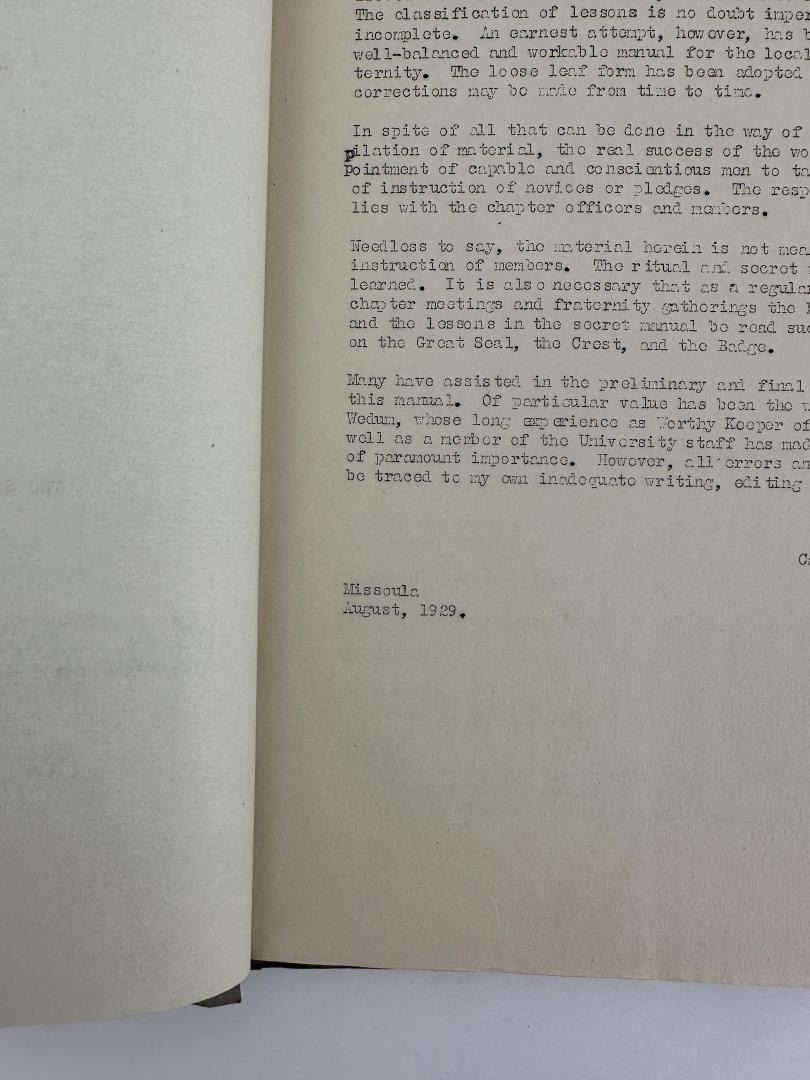 The classification of lessons is no doubt imper
incomplete. An earnest attempt, however, has b
well-balanced and workable manual for the local
ternity. The loose leaf form has been adopted
corrections may be made from time to time.
In spite of all that can be done in the way of
pilation of material, the real success of the wo
pointment of capable and conscientious men to ta
of instruction of novices or pledges. The resp
lies with the chapter officers and members.
Needless to say, the material herein is not mea
instruction of members. The ritual and secret
learned. It is also necessary that as a regular
chapter meetings and fraternity gatherings the
and the lessons in the secret manual be read suc
on the Great Seal, the Crest, and the Badge.
Many have assisted in the preliminary and final
this manual. Of particular value has been the
Wedum, whose long experience as Worthy Keeper of
well as a member of the University staff has mad
of paramount importance. However, all errors an
be traced to my own inadequate writing, editing
Ca
Missoula
August, 1929.